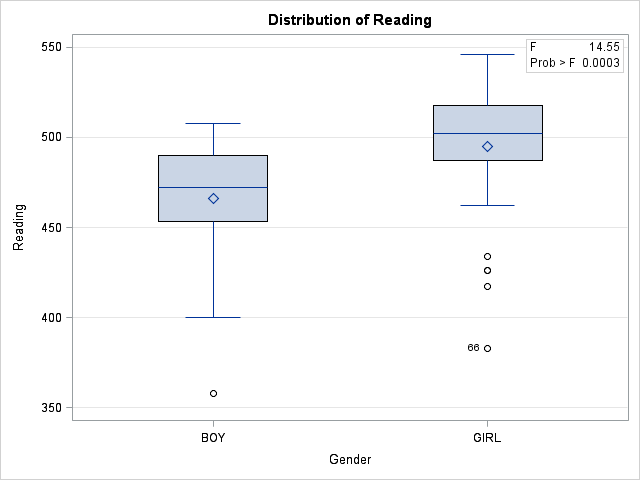 Distribution of Reading
F 14.55
Prob > F 0.0003
550
500
450
400
350
Reading
66
BOY
GIRL
Gender